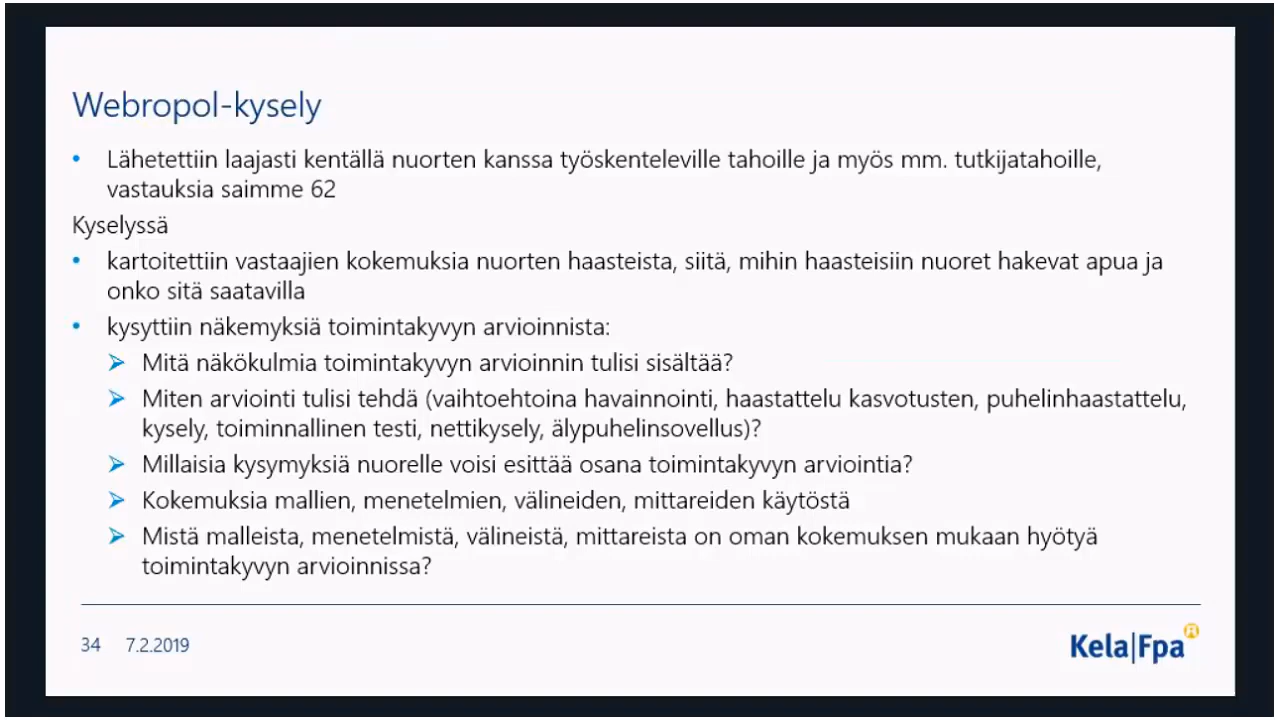 Webropol-kysely
• Lähetettiin laajasti kentällä nuorten kanssa työskenteleville tahoille ja myös mm. tutkijatahoille,
vastauksia saimme 62
Kyselyssä
• kartoitettiin vastaajien kokemuksia nuorten haasteista, siitä, mihin haasteisiin nuoret hakevat apua ja
onko sitä saatavilla
• kysyttiin näkemyksiä toimintakyvyn arvioinnista:
➢ Mitä näkökulmia toimintakyvyn arvioinnin tulisi sisältää?
➢ Miten arviointi tulisi tehdä (vaihtoehtoina havainnointi, haastattelu kasvotusten, puhelinhaastattelu,
kysely, toiminnallinen testi, nettikysely, älypuhelinsovellus)?
➢ Millaisia kysymyksiä nuorelle voisi esittää osana toimintakyvyn arviointia?
➢ Kokemuksia mallien, menetelmien, välineiden, mittareiden käytöstä
➢ Mistä malleista, menetelmistä, välineistä, mittareista on oman kokemuksen mukaan hyötyä
toimintakyvyn arvioinnissa?
34 7.2.2019
Kela|Fpa